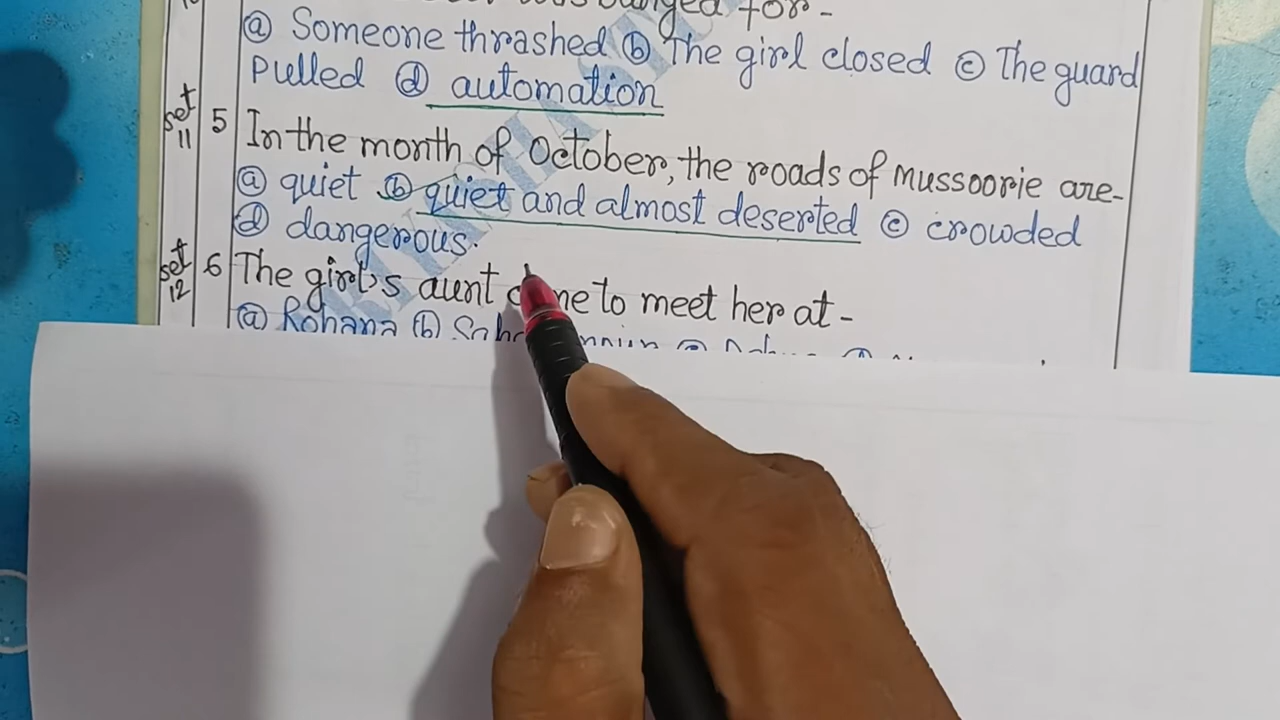 for -
ⓐ Someone thrashed ⓑ The girl closed ⓒ The guard
Pulled ⓓ automation
set 11 5 In the month of October, the roads of Mussoorie are-
ⓐ quiet ⓑ quiet and almost deserted ⓒ crowded
ⓓ dangerous.
set 12 6 The girl's aunt to meet her at -
ⓐ Rohana ⓑ